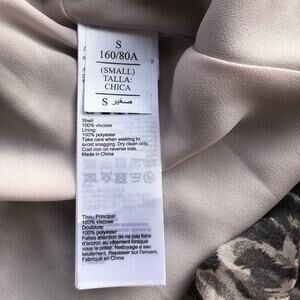 S
160/80A
(SMALL)
TALLA:
CHICA
S صغير
Shell:
100% viscose
Lining:
100% polyester
Take care when wearing to
avoid snagging. Dry clean only.
Cool iron on reverse side.
Made in China
Tissu Principal:
100% viscose
Doublure:
100% polyester
Faites attention de ne pas faire
d'accroc au vêtement lorsque
vous le portez. Nettoyage à sec
seulement. Repasser sur l'envers.
Fabriqué en Chine